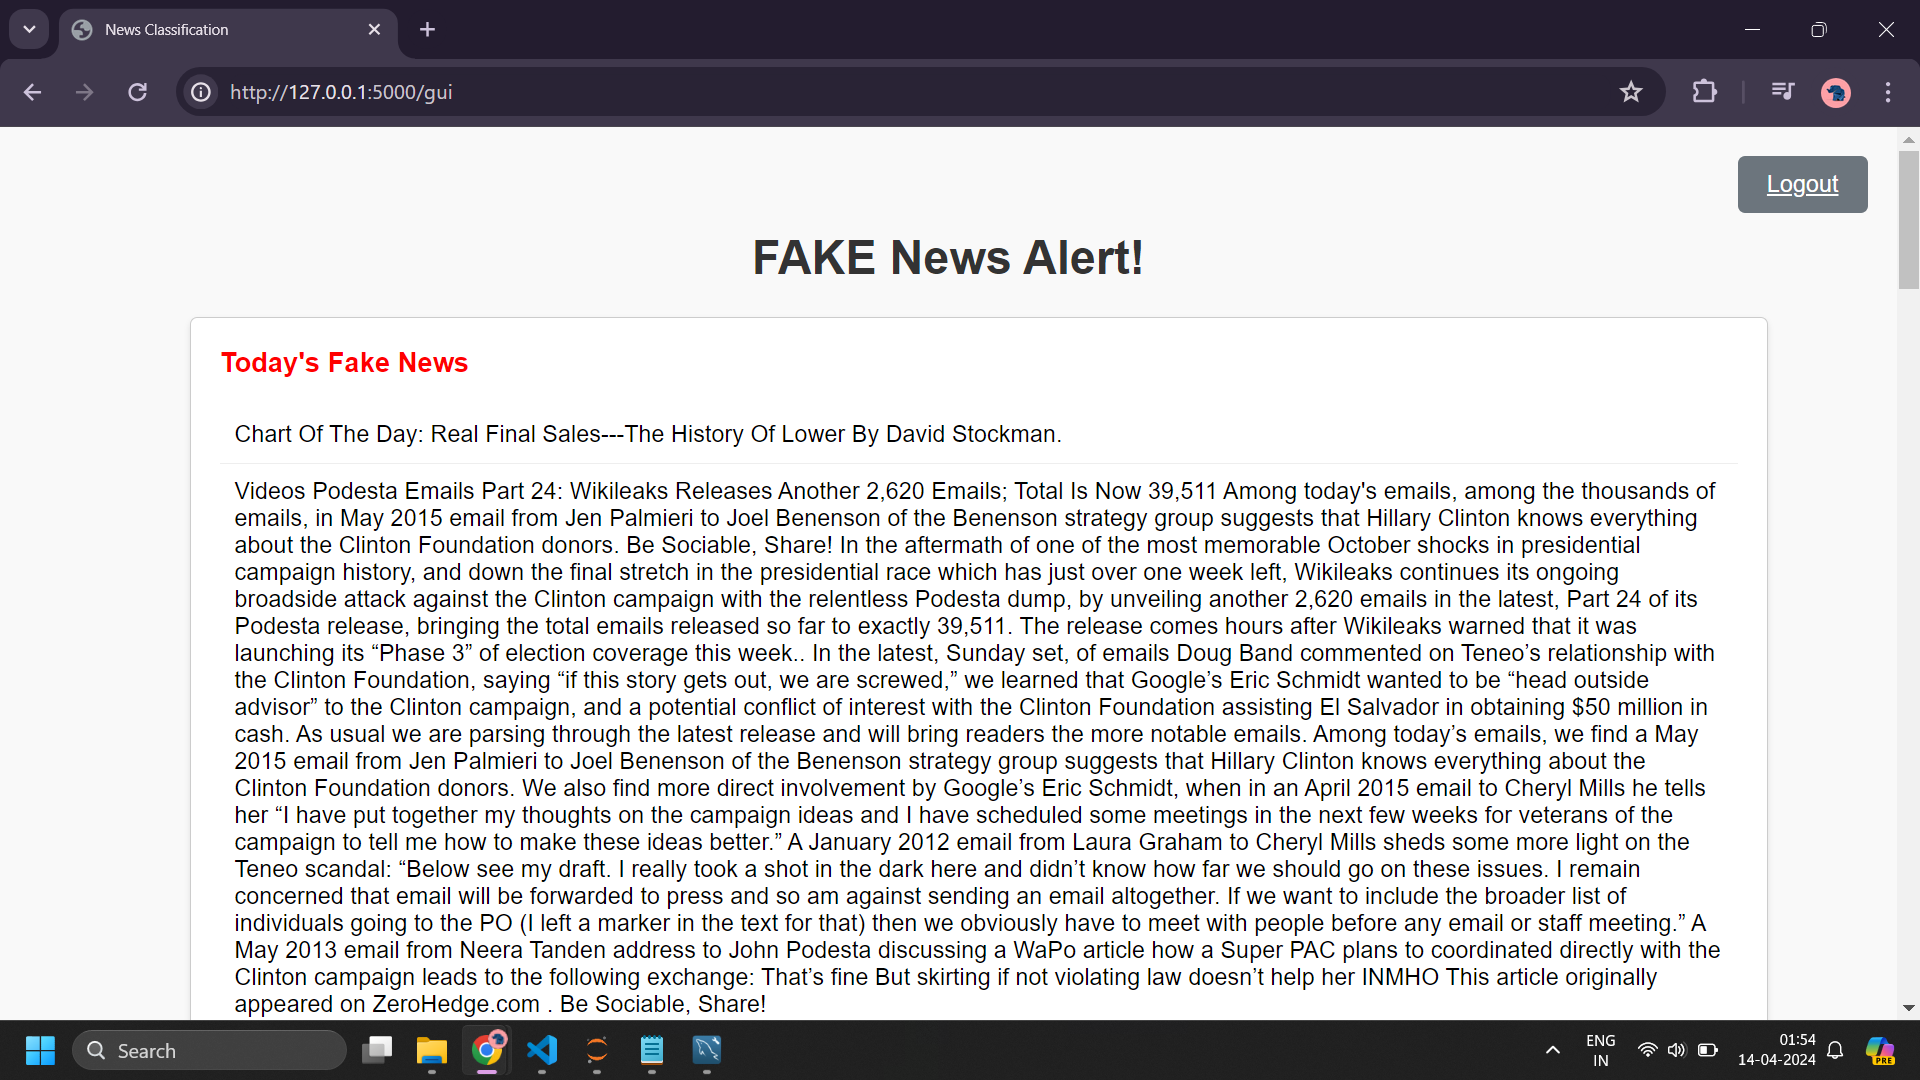 News Classification
http://127.0.0.1:5000/gui
Logout
FAKE News Alert!
Today's Fake News
Chart Of The Day: Real Final Sales---The History Of Lower By David Stockman.
Videos Podesta Emails Part 24: Wikileaks Releases Another 2,620 Emails; Total Is Now 39,511 Among today's emails, among the thousands of
emails, in May 2015 email from Jen Palmieri to Joel Benenson of the Benenson strategy group suggests that Hillary Clinton knows everything
about the Clinton Foundation donors. Be Sociable, Share! In the aftermath of one of the most memorable October shocks in presidential
campaign history, and down the final stretch in the presidential race which has just over one week left, Wikileaks continues its ongoing
broadside attack against the Clinton campaign with the relentless Podesta dump, by unveiling another 2,620 emails in the latest, Part 24 of its
Podesta release, bringing the total emails released so far to exactly 39,511. The release comes hours after Wikileaks warned that it was
launching its “Phase 3” of election coverage this week.. In the latest, Sunday set, of emails Doug Band commented on Teneo’s relationship with
the Clinton Foundation, saying “if this story gets out, we are screwed,” we learned that Google’s Eric Schmidt wanted to be “head outside
advisor” to the Clinton campaign, and a potential conflict of interest with the Clinton Foundation assisting El Salvador in obtaining $50 million in
cash. As usual we are parsing through the latest release and will bring readers the more notable emails. Among today’s emails, we find a May
2015 email from Jen Palmieri to Joel Benenson of the Benenson strategy group suggests that Hillary Clinton knows everything about the
Clinton Foundation donors. We also find more direct involvement by Google’s Eric Schmidt, when in an April 2015 email to Cheryl Mills he tells
her “I have put together my thoughts on the campaign ideas and I have scheduled some meetings in the next few weeks for veterans of the
campaign to tell me how to make these ideas better.” A January 2012 email from Laura Graham to Cheryl Mills sheds some more light on the
Teneo scandal: “Below see my draft. I really took a shot in the dark here and didn’t know how far we should go on these issues. I remain
concerned that email will be forwarded to press and so am against sending an email altogether. If we want to include the broader list of
individuals going to the PO (I left a marker in the text for that) then we obviously have to meet with people before any email or staff meeting.” A
May 2013 email from Neera Tanden address to John Podesta discussing a WaPo article how a Super PAC plans to coordinated directly with the
Clinton campaign leads to the following exchange: That’s fine But skirting if not violating law doesn’t help her INMHO This article originally
appeared on ZeroHedge.com . Be Sociable, Share!
Search
ENG
IN
01:54
14-04-2024
PRE